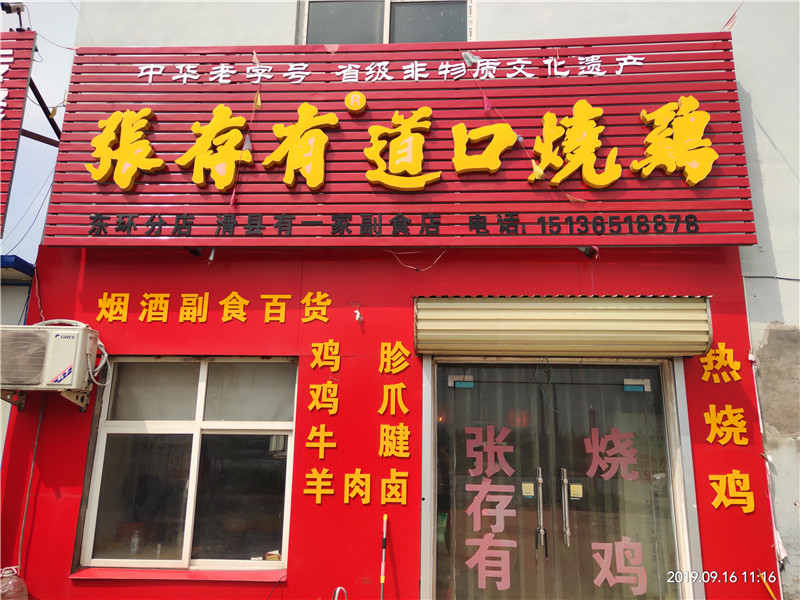 中华老字号 省级非物质文化遗产
张存有®道口烧鸡
东环分店 滑县有一家副食店 电话:15136518878
烟酒副食百货
鸡胗
鸡爪
牛腱
羊肉卤
热烧鸡
张存有
烧鸡
GREE
2019.09.16 11:16